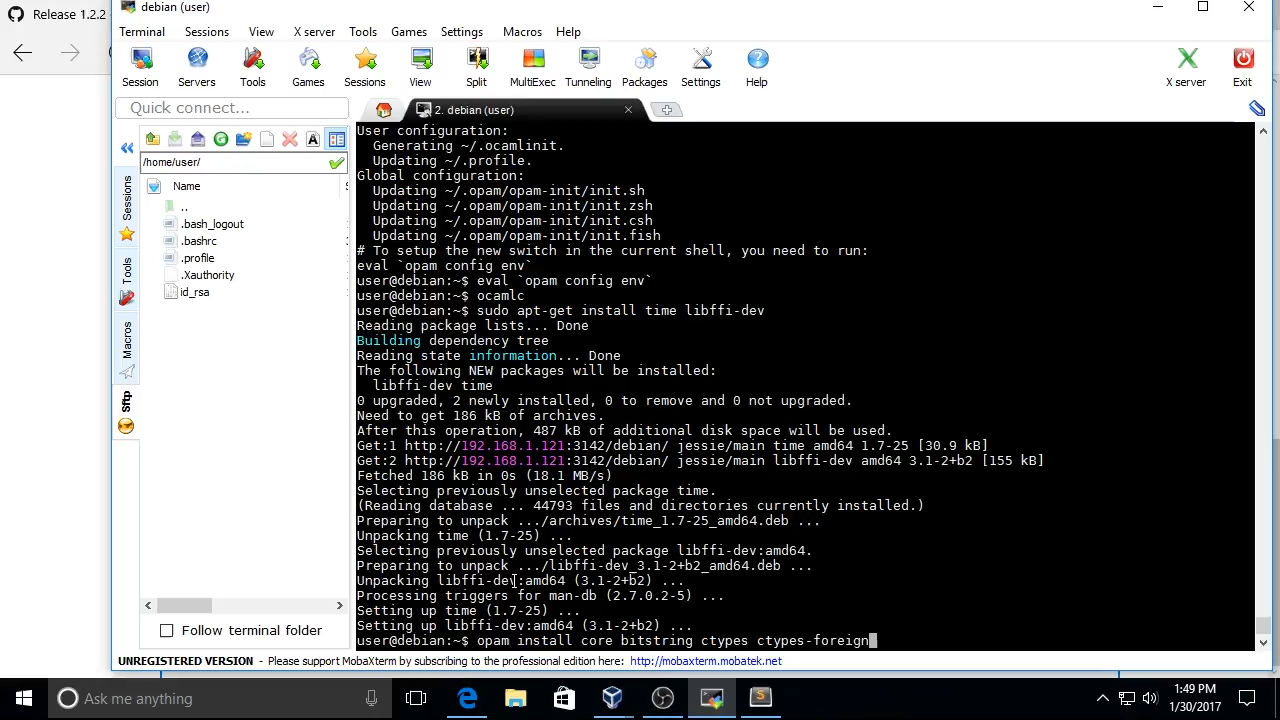 Release 1.2.2
debian (user)
Terminal Sessions View X server Tools Games Settings Macros Help
Session Servers Tools Games Sessions View Split MultiExec Tunneling Packages Settings Help X server Exit
Quick connect...
2. debian (user)
/home/user/
Name
..
.bash_logout
.bashrc
.profile
.Xauthority
id_rsa
Sessions
Tools
Macros
Sftp
Follow terminal folder
User configuration:
Generating ~/.ocamlinit.
Updating ~/.profile.
Global configuration:
Updating ~/.opam/opam-init/init.sh
Updating ~/.opam/opam-init/init.zsh
Updating ~/.opam/opam-init/init.csh
Updating ~/.opam/opam-init/init.fish
# To setup the new switch in the current shell, you need to run:
eval `opam config env`
user@debian:~$ eval `opam config env`
user@debian:~$ ocamlc
user@debian:~$ sudo apt-get install time libffi-dev
Reading package lists... Done
Building dependency tree
Reading state information... Done
The following NEW packages will be installed:
libffi-dev time
0 upgraded, 2 newly installed, 0 to remove and 0 not upgraded.
Need to get 186 kB of archives.
After this operation, 487 kB of additional disk space will be used.
Get:1 http://192.168.1.121:3142/debian/ jessie/main time amd64 1.7-25 [30.9 kB]
Get:2 http://192.168.1.121:3142/debian/ jessie/main libffi-dev amd64 3.1-2+b2 [155 kB]
Fetched 186 kB in 0s (18.1 MB/s)
Selecting previously unselected package time.
(Reading database ... 44793 files and directories currently installed.)
Preparing to unpack .../archives/time_1.7-25_amd64.deb ...
Unpacking time (1.7-25) ...
Selecting previously unselected package libffi-dev:amd64.
Preparing to unpack .../libffi-dev_3.1-2+b2_amd64.deb ...
Unpacking libffi-dev:amd64 (3.1-2+b2) ...
Processing triggers for man-db (2.7.0.2-5) ...
Setting up time (1.7-25) ...
Setting up libffi-dev:amd64 (3.1-2+b2) ...
user@debian:~$ opam install core bitstring ctypes ctypes-foreign
UNREGISTERED VERSION - Please support MobaXterm by subscribing to the professional edition here: http://mobaxterm.mobatek.net
Ask me anything
1:49 PM
1/30/2017